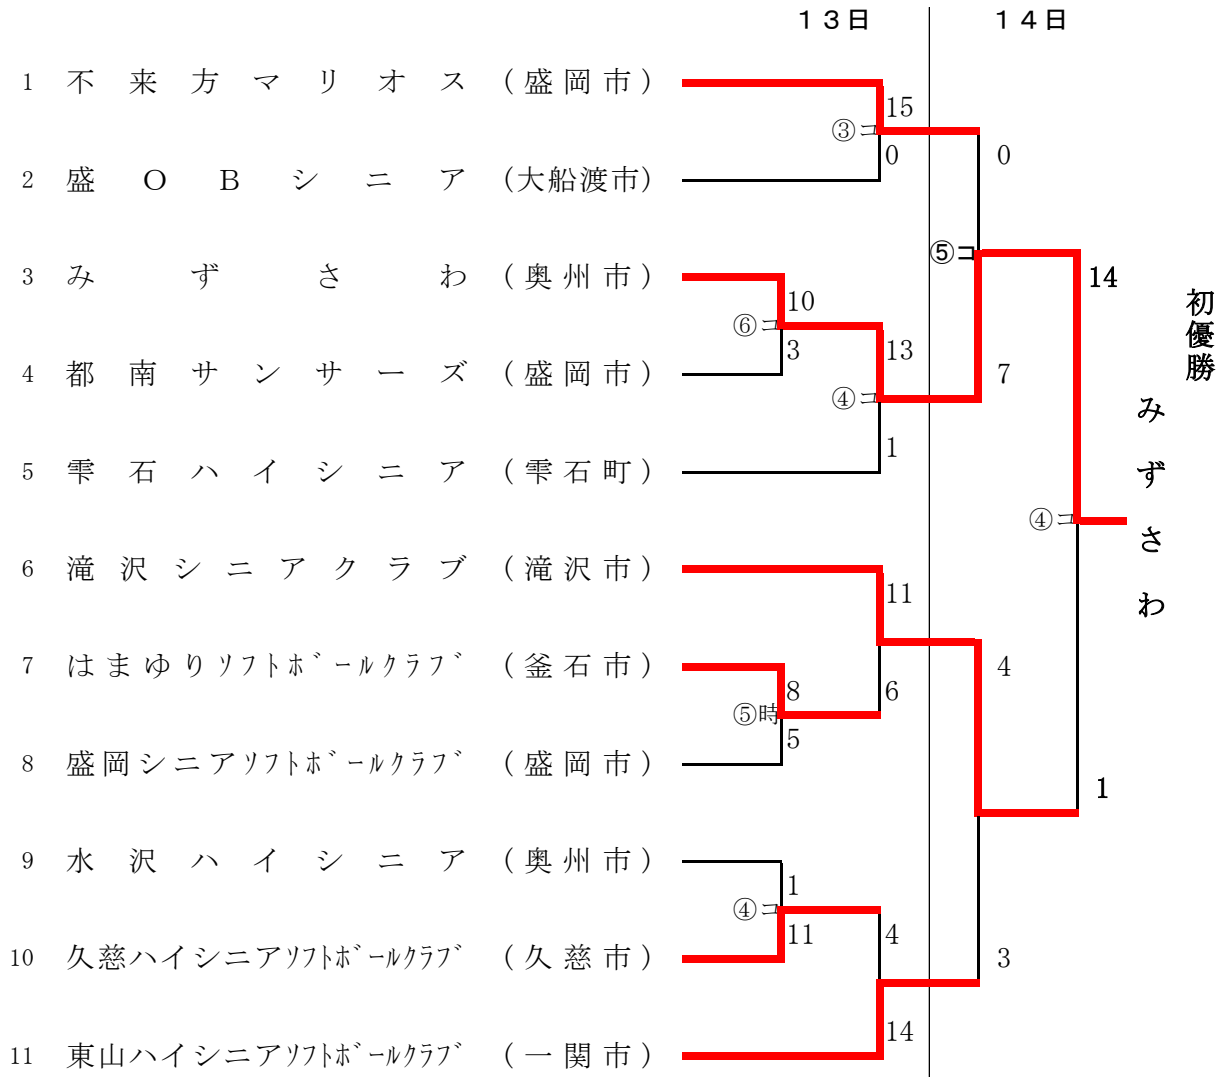 13日 14日
1 不来方マリオス (盛岡市)
15
③コ
0
0
2 盛OBシニア (大船渡市)
⑤コ
14
3 みずさわ (奥州市)
10
⑥コ
3
13
7
4 都南サンサーズ (盛岡市)
④コ
1
5 雫石ハイシニア (雫石町)
④コ
初優勝
みずさわ
6 滝沢シニアクラブ (滝沢市)
11
4
7 はまゆりソフトボールクラブ (釜石市)
8
6
⑤時
5
8 盛岡シニアソフトボールクラブ (盛岡市)
1
9 水沢ハイシニア (奥州市)
1
④コ
11
4
3
10 久慈ハイシニアソフトボールクラブ (久慈市)
14
11 東山ハイシニアソフトボールクラブ (一関市)